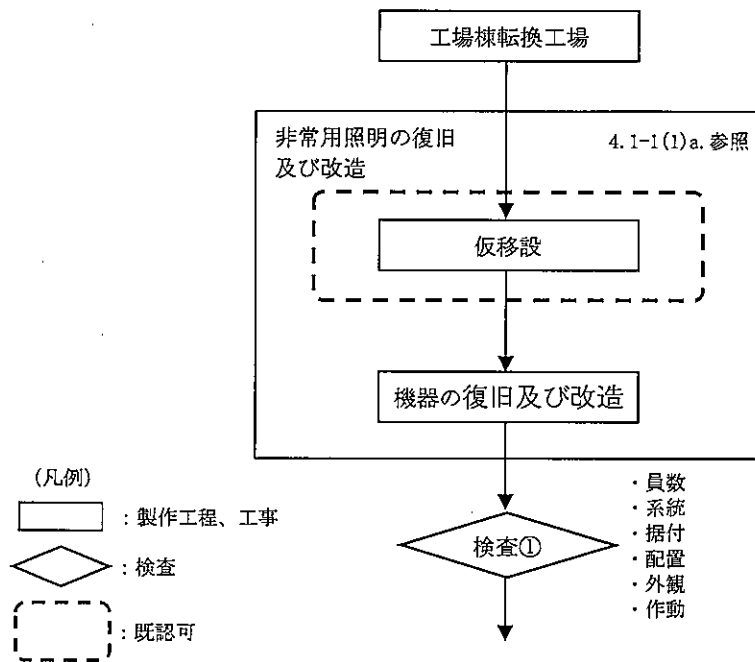 工場棟転換工場
非常用照明の復旧
及び改造
4.1-1(1)a.参照
仮移設
機器の復旧及び改造
検査①
・員数
・系統
・据付
・配置
・外観
・作動
(凡例)
：製作工程、工事
：検査
：既認可